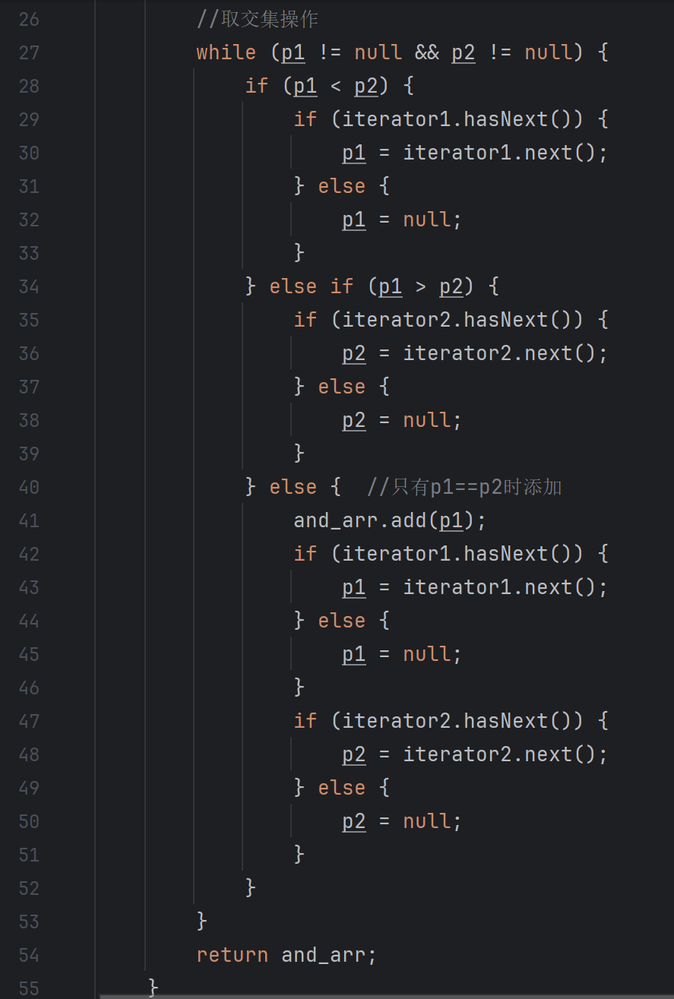 26 //取交集操作
27 while (p1 != null && p2 != null) {
28 if (p1 < p2) {
29 if (iterator1.hasNext()) {
30 p1 = iterator1.next();
31 } else {
32 p1 = null;
33 }
34 } else if (p1 > p2) {
35 if (iterator2.hasNext()) {
36 p2 = iterator2.next();
37 } else {
38 p2 = null;
39 }
40 } else { //只有p1==p2时添加
41 and_arr.add(p1);
42 if (iterator1.hasNext()) {
43 p1 = iterator1.next();
44 } else {
45 p1 = null;
46 }
47 if (iterator2.hasNext()) {
48 p2 = iterator2.next();
49 } else {
50 p2 = null;
51 }
52 }
53 }
54 return and_arr;
55 }